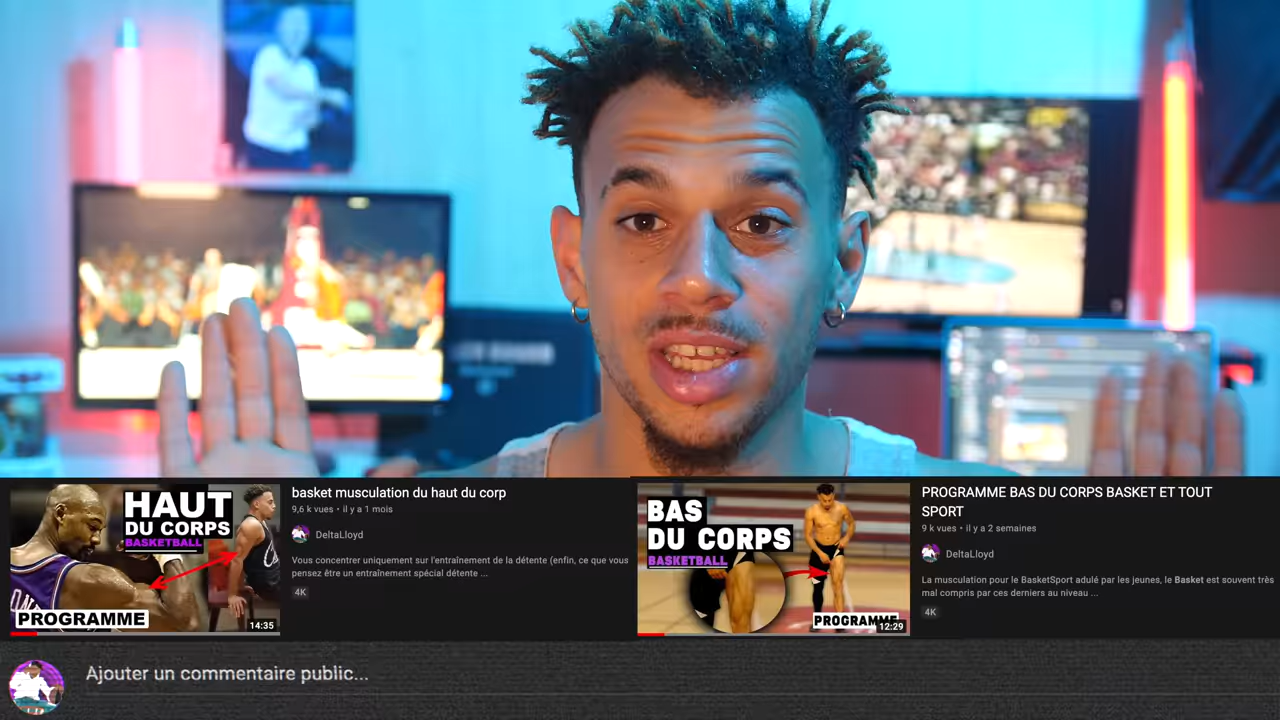 HAUT
DU CORPS
BASKETBALL
PROGRAMME
14:35
basket musculation du haut du corp
9,6 k vues • il y a 1 mois
DeltaLloyd
Vous concentrer uniquement sur l'entraînement de la détente (enfin, ce que vous
pensez être un entraînement spécial détente ...
4K
BAS
DU CORPS
BASKETBALL
PROGRAMME
12:29
PROGRAMME BAS DU CORPS BASKET ET TOUT
SPORT
9 k vues • il y a 2 semaines
DeltaLloyd
La musculation pour le BasketSport adulé par les jeunes, le Basket est souvent très
mal compris par ces derniers au niveau ...
4K
Ajouter un commentaire public...